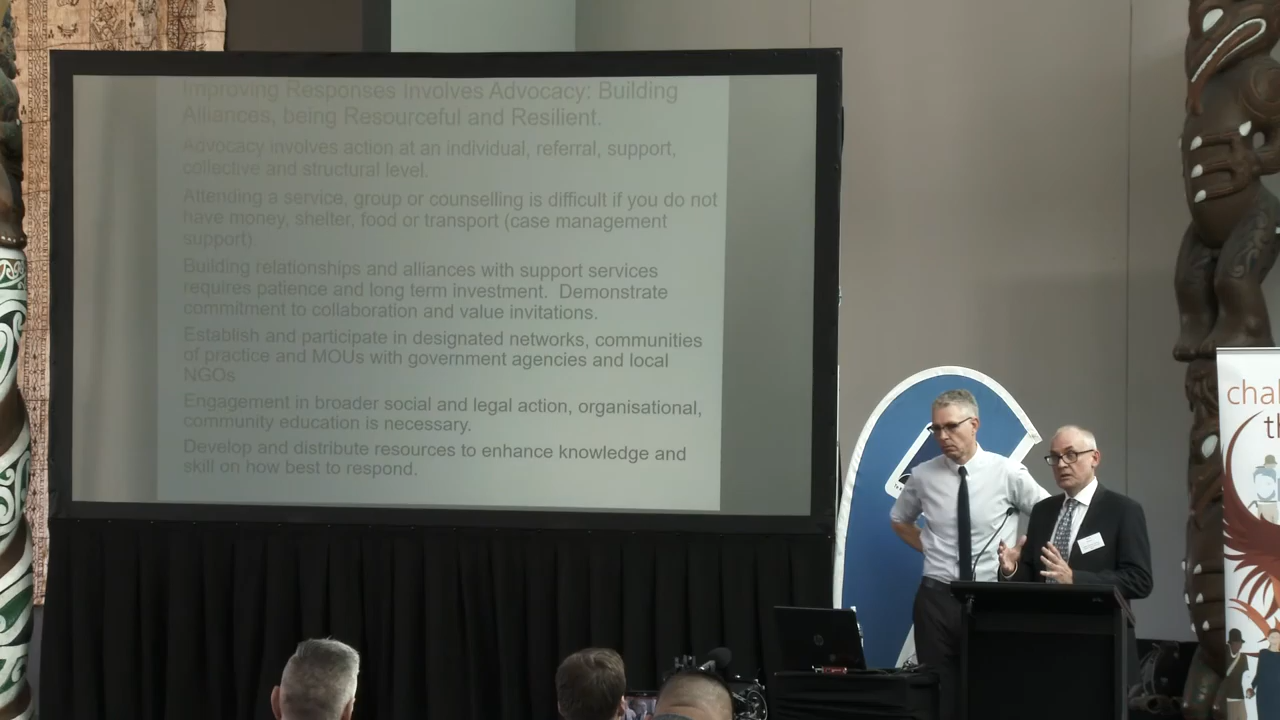 Improving Responses Involves Advocacy: Building
Alliances, being Resourceful and Resilient.
Advocacy involves action at an individual, referral, support,
collective and structural level.
Attending a service, group or counselling is difficult if you do not
have money, shelter, food or transport (case management
support).
Building relationships and alliances with support services
requires patience and long term investment. Demonstrate
commitment to collaboration and value invitations.
Establish and participate in designated networks, communities
of practice and MOUs with government agencies and local
NGOs
Engagement in broader social and legal action, organisational,
community education is necessary.
Develop and distribute resources to enhance knowledge and
skill on how best to respond.